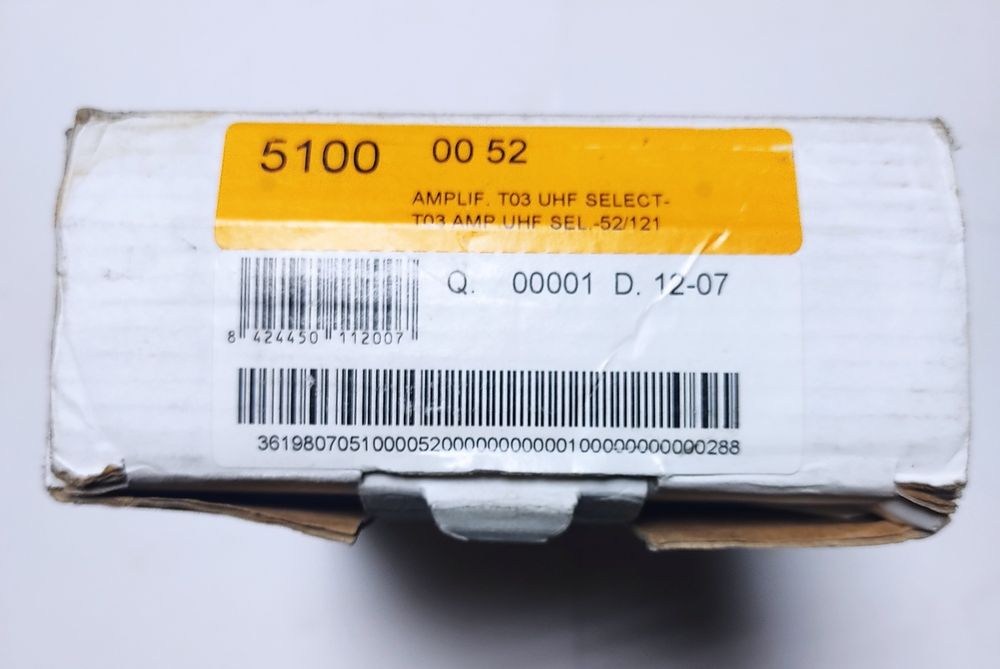 5100 00 52
AMPLIF. T03 UHF SELECT-
T03 AMP.UHF SEL.-52/121
Q. 00001 D. 12-07
8 424450 112007
3619807051000052000000000001000000000000288